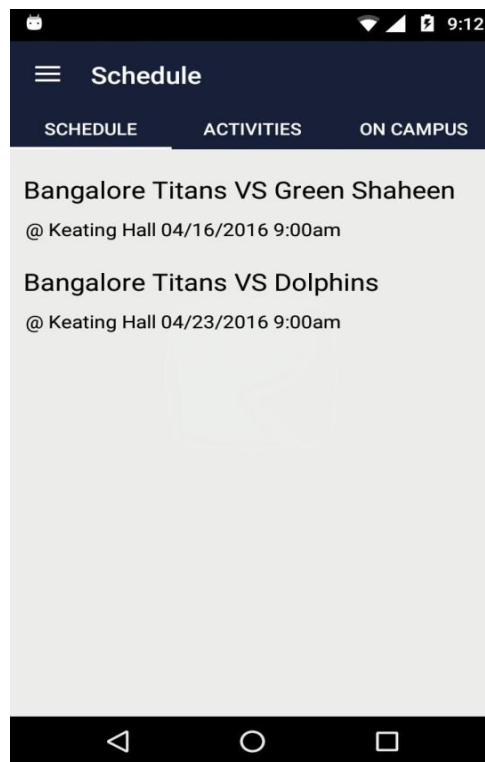 9:12
Schedule
SCHEDULE ACTIVITIES ON CAMPUS
Bangalore Titans VS Green Shaheen
@ Keating Hall 04/16/2016 9:00am
Bangalore Titans VS Dolphins
@ Keating Hall 04/23/2016 9:00am